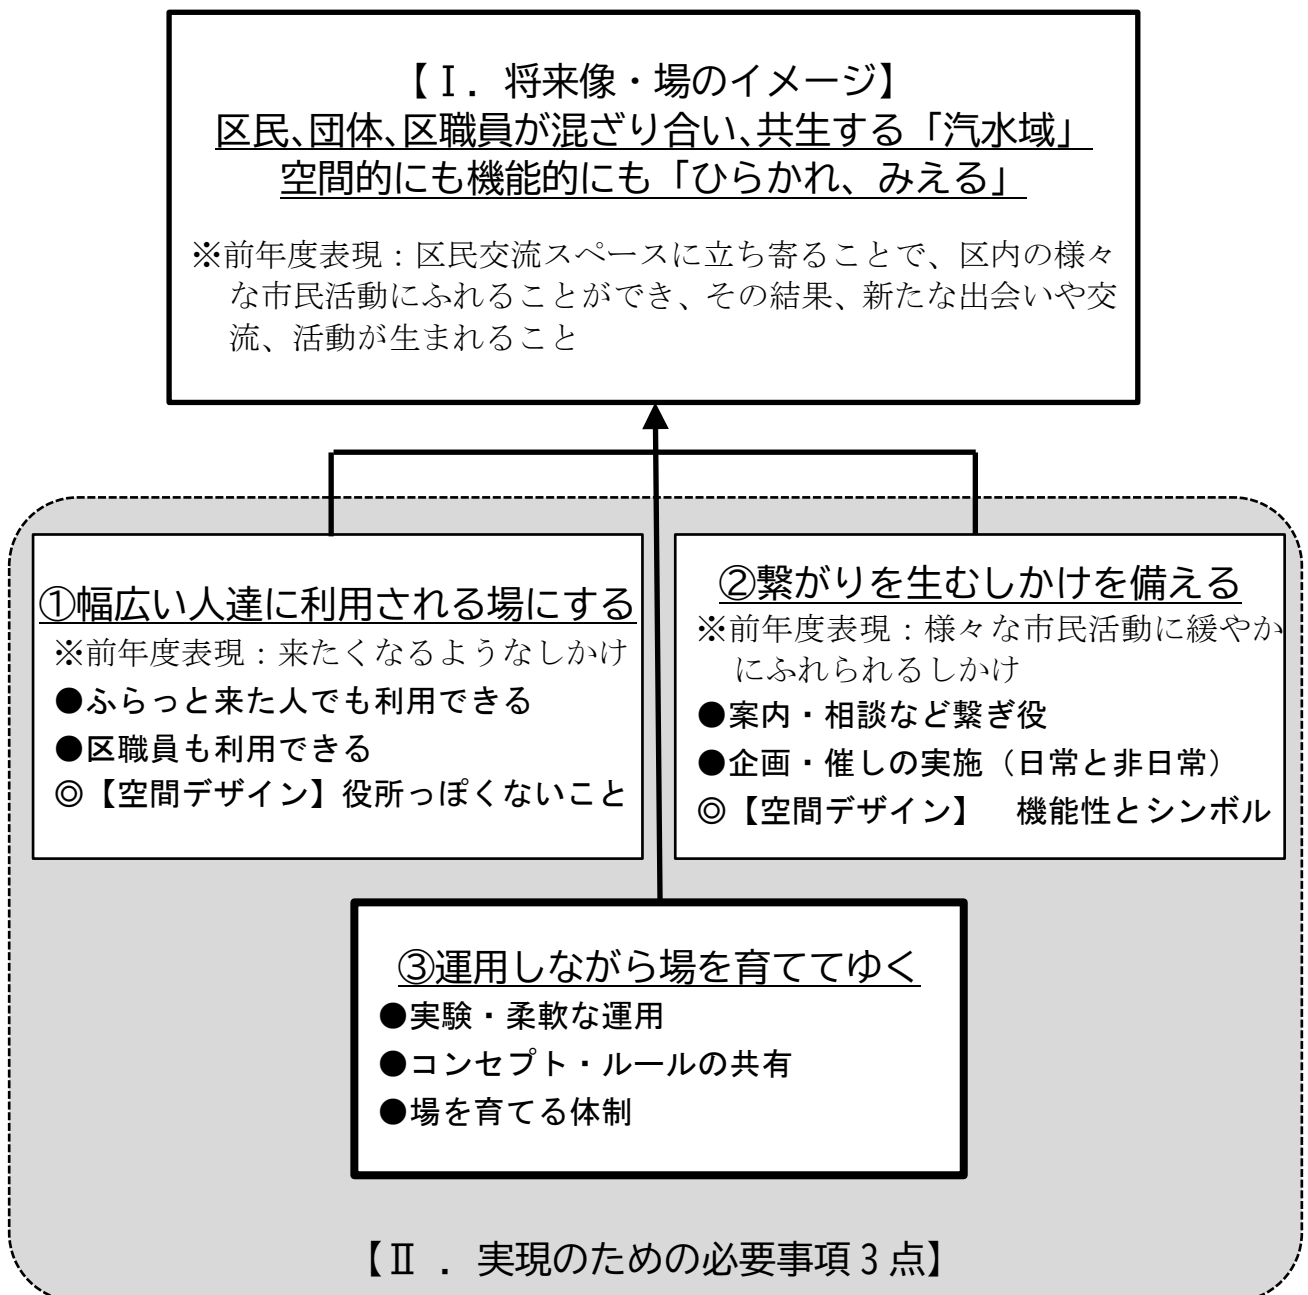 【Ⅰ．将来像・場のイメージ】
区民、団体、区職員が混ざり合い、共生する「汽水域」
空間的にも機能的にも「ひらかれ、みえる」
※前年度表現：区民交流スペースに立ち寄ることで、区内の様々
な市民活動にふれることができ、その結果、新たな出会いや交
流、活動が生まれること
①幅広い人達に利用される場にする
※前年度表現：来たくなるようなしかけ
●ふらっと来た人でも利用できる
●区職員も利用できる
◎【空間デザイン】役所っぽくないこと
②繋がりを生むしかけを備える
※前年度表現：様々な市民活動に緩やか
にふれられるしかけ
●案内・相談など繋ぎ役
●企画・催しの実施（日常と非日常）
◎【空間デザイン】　機能性とシンボル
③運用しながら場を育ててゆく
●実験・柔軟な運用
●コンセプト・ルールの共有
●場を育てる体制
【Ⅱ ．実現のための必要事項３点】